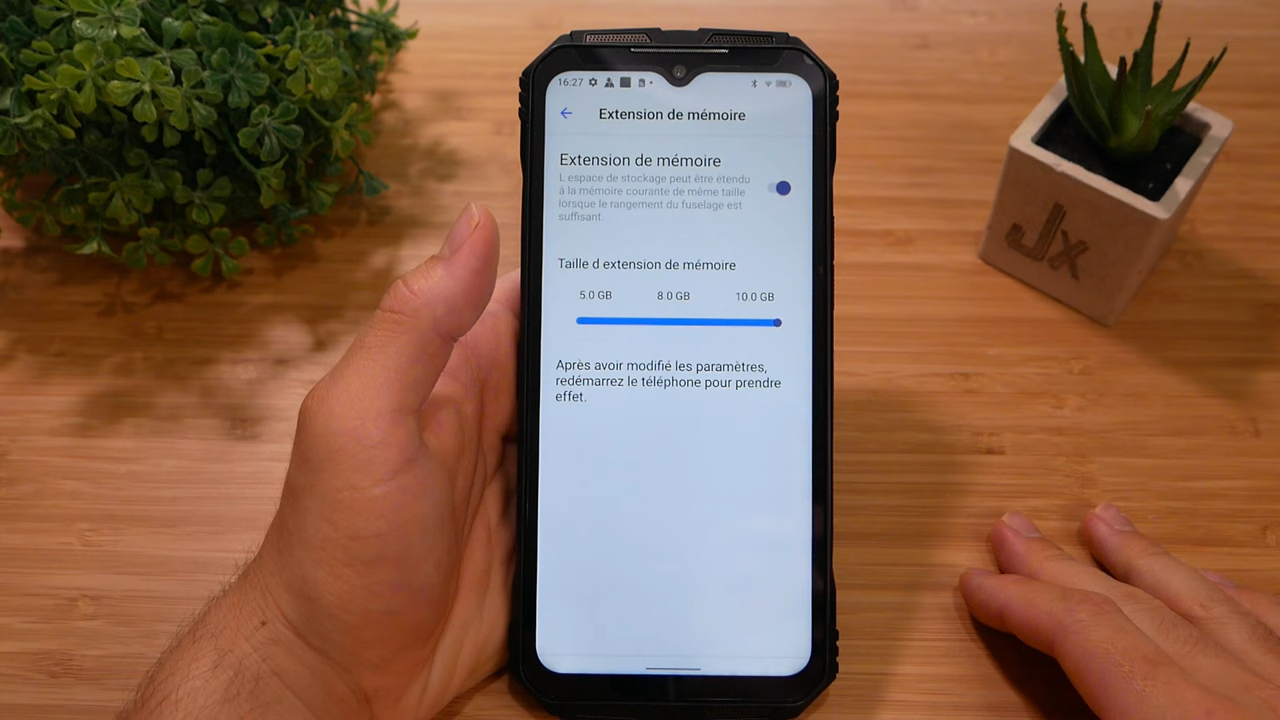 16:27
Extension de mémoire
Extension de mémoire
L espace de stockage peut être étendu
à la mémoire courante de même taille
lorsque le rangement du fuselage est
suffisant.
Taille d extension de mémoire
5.0 GB 8.0 GB 10.0 GB
Après avoir modifié les paramètres,
redémarrez le téléphone pour prendre
effet.
Jx